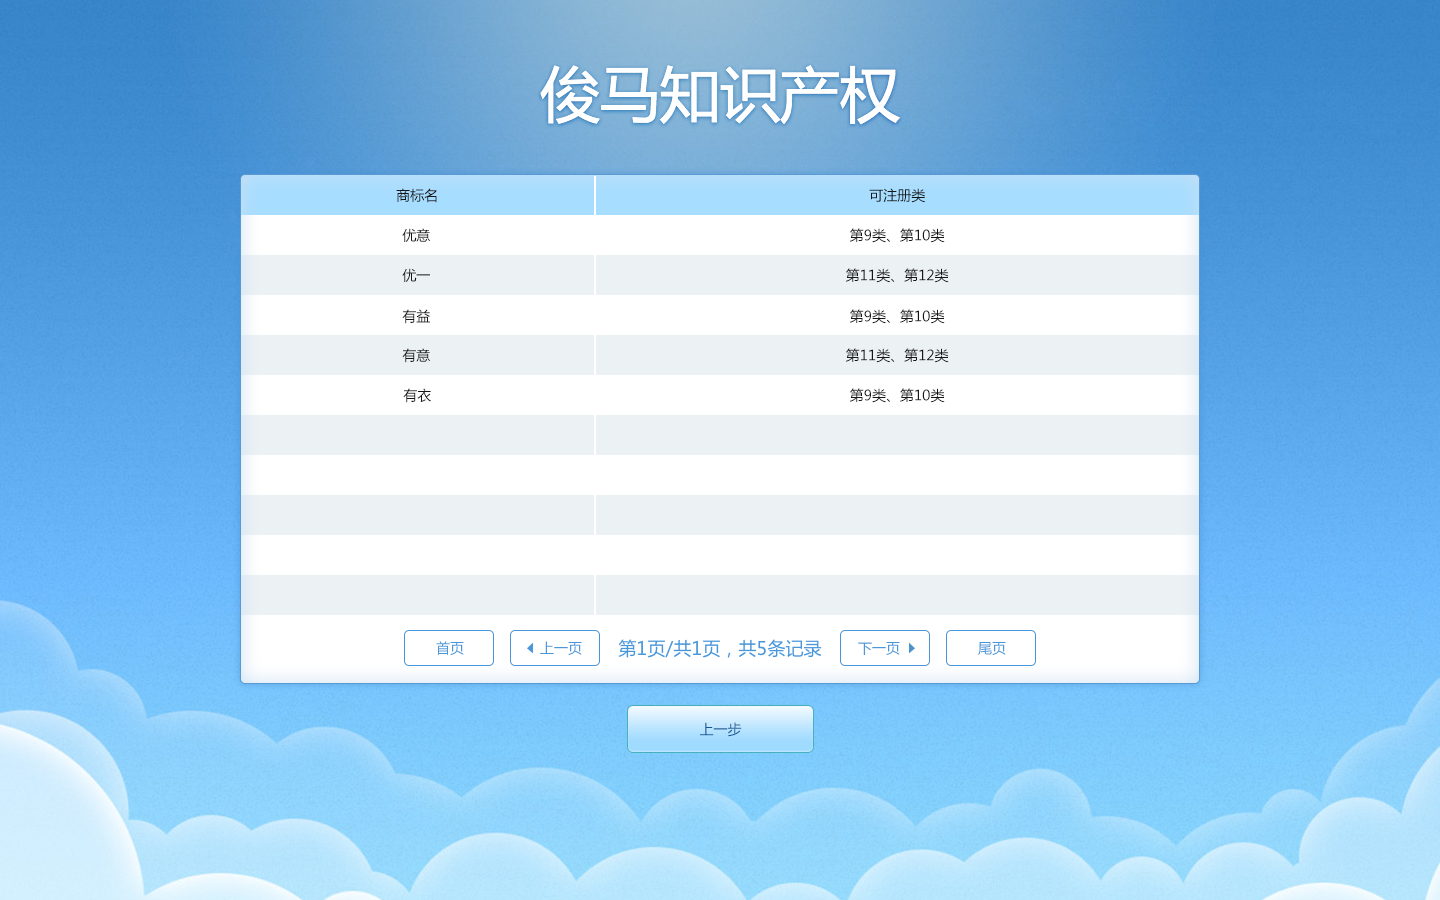 俊马知识产权
商标名 可注册类
优意 第9类、第10类
优一 第11类、第12类
有益 第9类、第10类
有意 第11类、第12类
有衣 第9类、第10类
首页 上一页 第1页/共1页，共5条记录 下一页 尾页
上一步